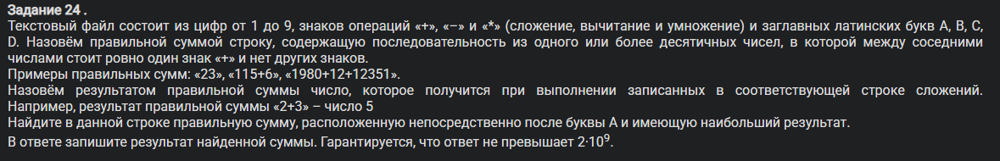 Задание 24 .
Текстовый файл состоит из цифр от 1 до 9, знаков операций «+», «–» и «*» (сложение, вычитание и умножение) и заглавных латинских букв A, B, C,
D. Назовём правильной суммой строку, содержащую последовательность из одного или более десятичных чисел, в которой между соседними
числами стоит ровно один знак «+» и нет других знаков.
Примеры правильных сумм: «23», «115+6», «1980+12+12351».
Назовём результатом правильной суммы число, которое получится при выполнении записанных в соответствующей строке сложений.
Например, результат правильной суммы «2+3» – число 5
Найдите в данной строке правильную сумму, расположенную непосредственно после буквы A и имеющую наибольший результат.
В ответе запишите результат найденной суммы. Гарантируется, что ответ не превышает 2·10⁹.